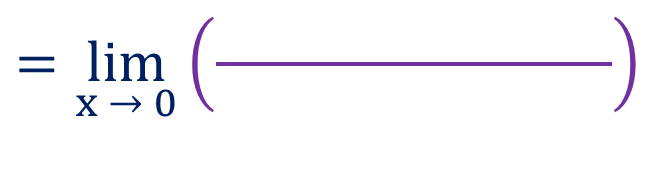 = lim ( )
x → 0